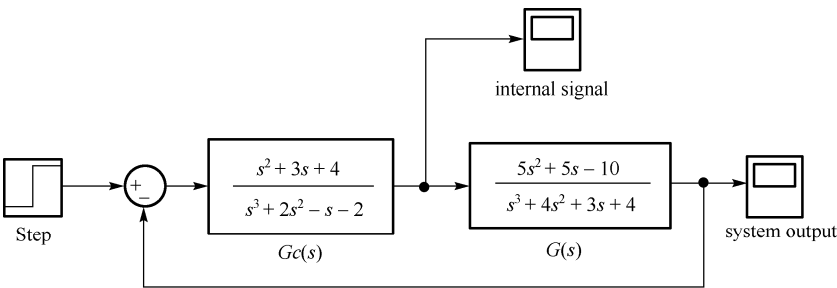 internal signal
s² + 3s + 4
s³ + 2s² – s – 2
5s² + 5s – 10
s³ + 4s² + 3s + 4
+
–
Step
Gc(s)
G(s)
system output